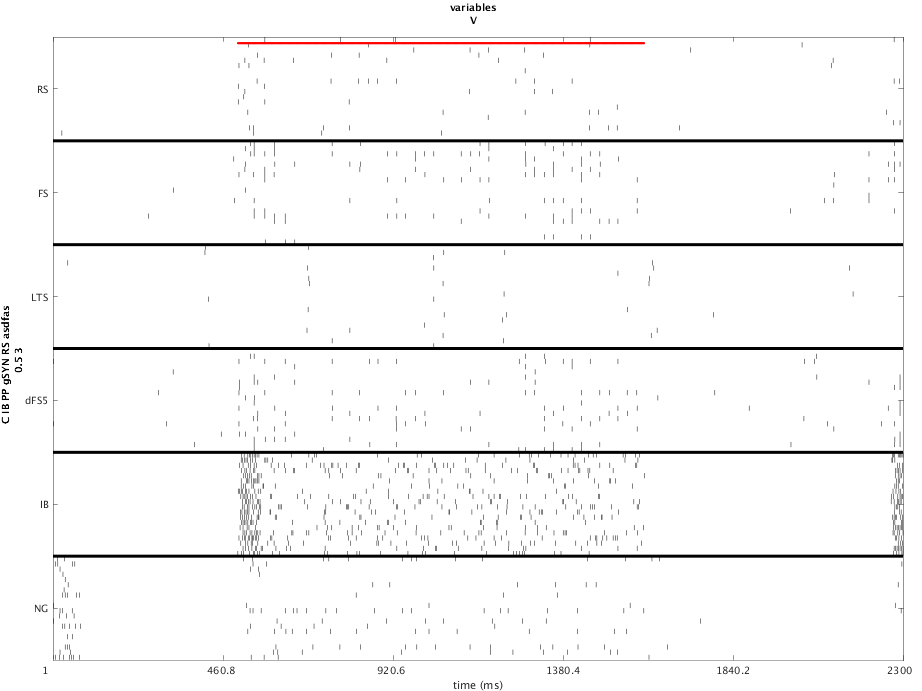 variables
V
RS
FS
LTS
dFS5
IB
NG
C IB PP gSYN RS asdfas
0.5 3
1 460.8 920.6 1380.4 1840.2 2300
time (ms)